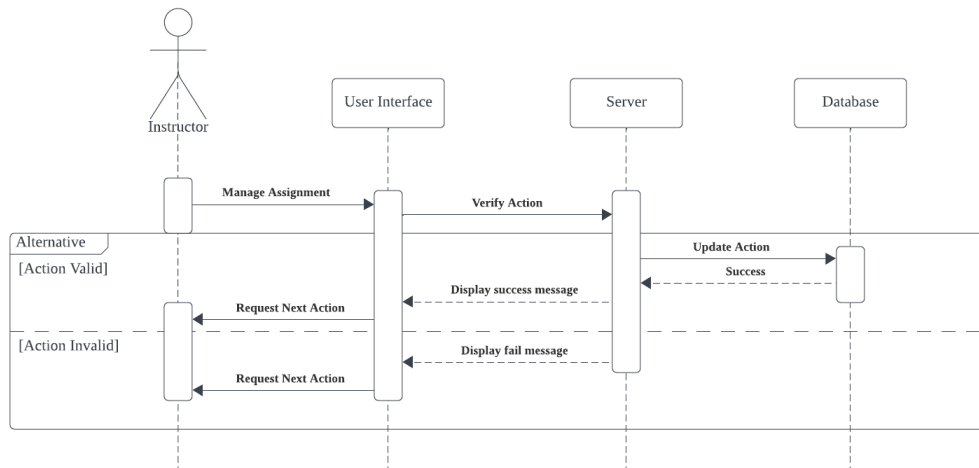 User Interface
Server
Database
Instructor
Manage Assignment
Verify Action
Alternative
Update Action
[Action Valid]
Success
Display success message
Request Next Action
[Action Invalid]
Display fail message
Request Next Action